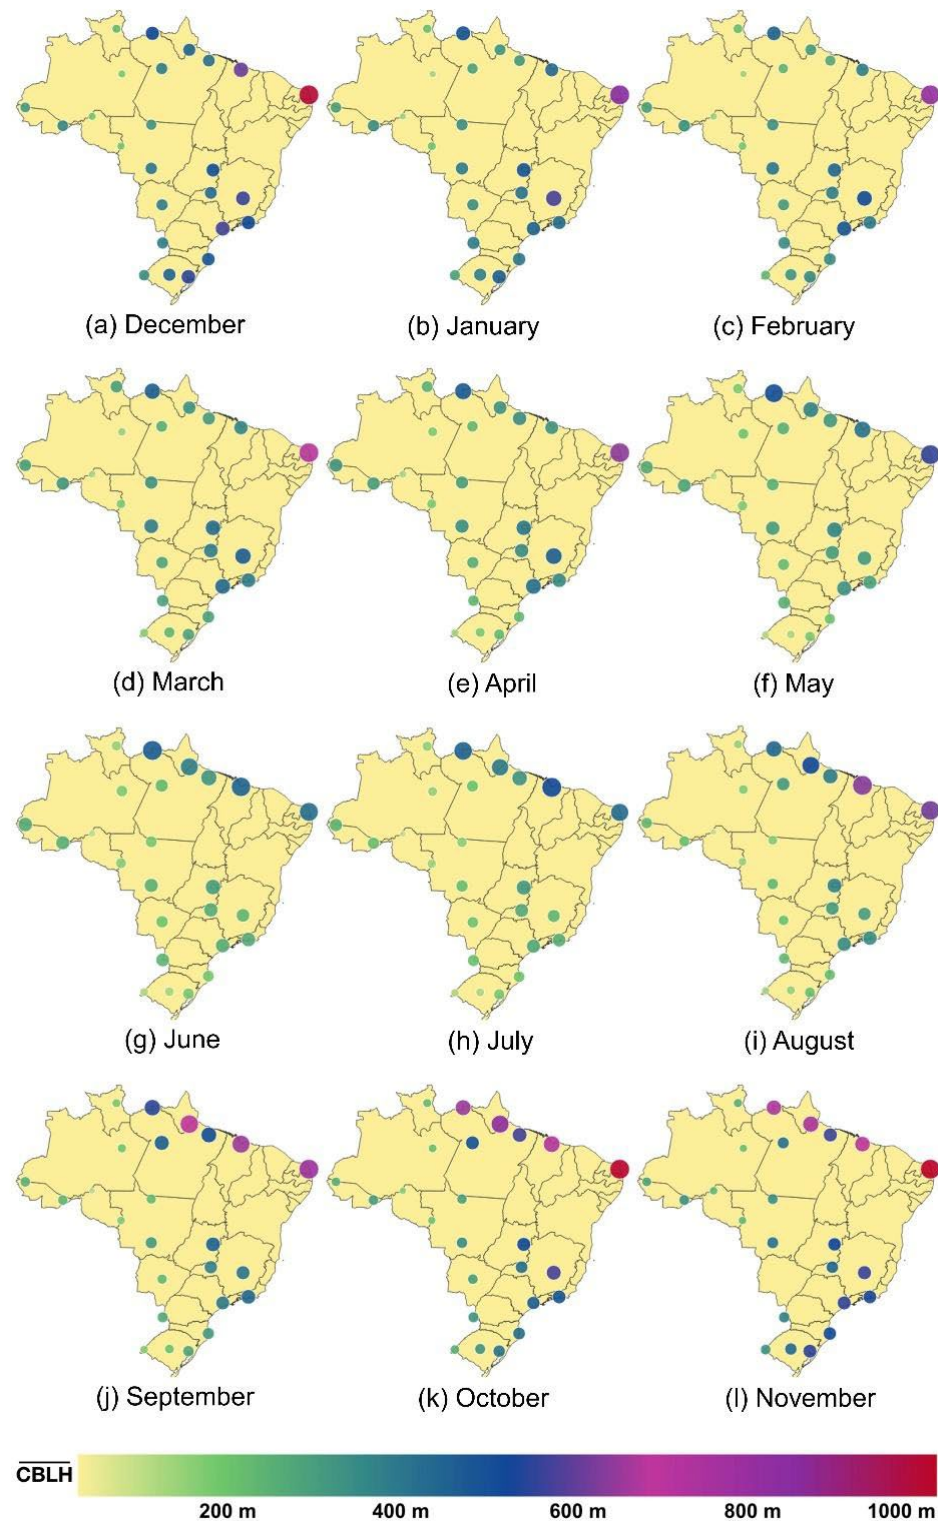 (a) December (b) January (c) February
(d) March (e) April (f) May
(g) June (h) July (i) August
(j) September (k) October (l) November
CBLH
200 m 400 m 600 m 800 m 1000 m